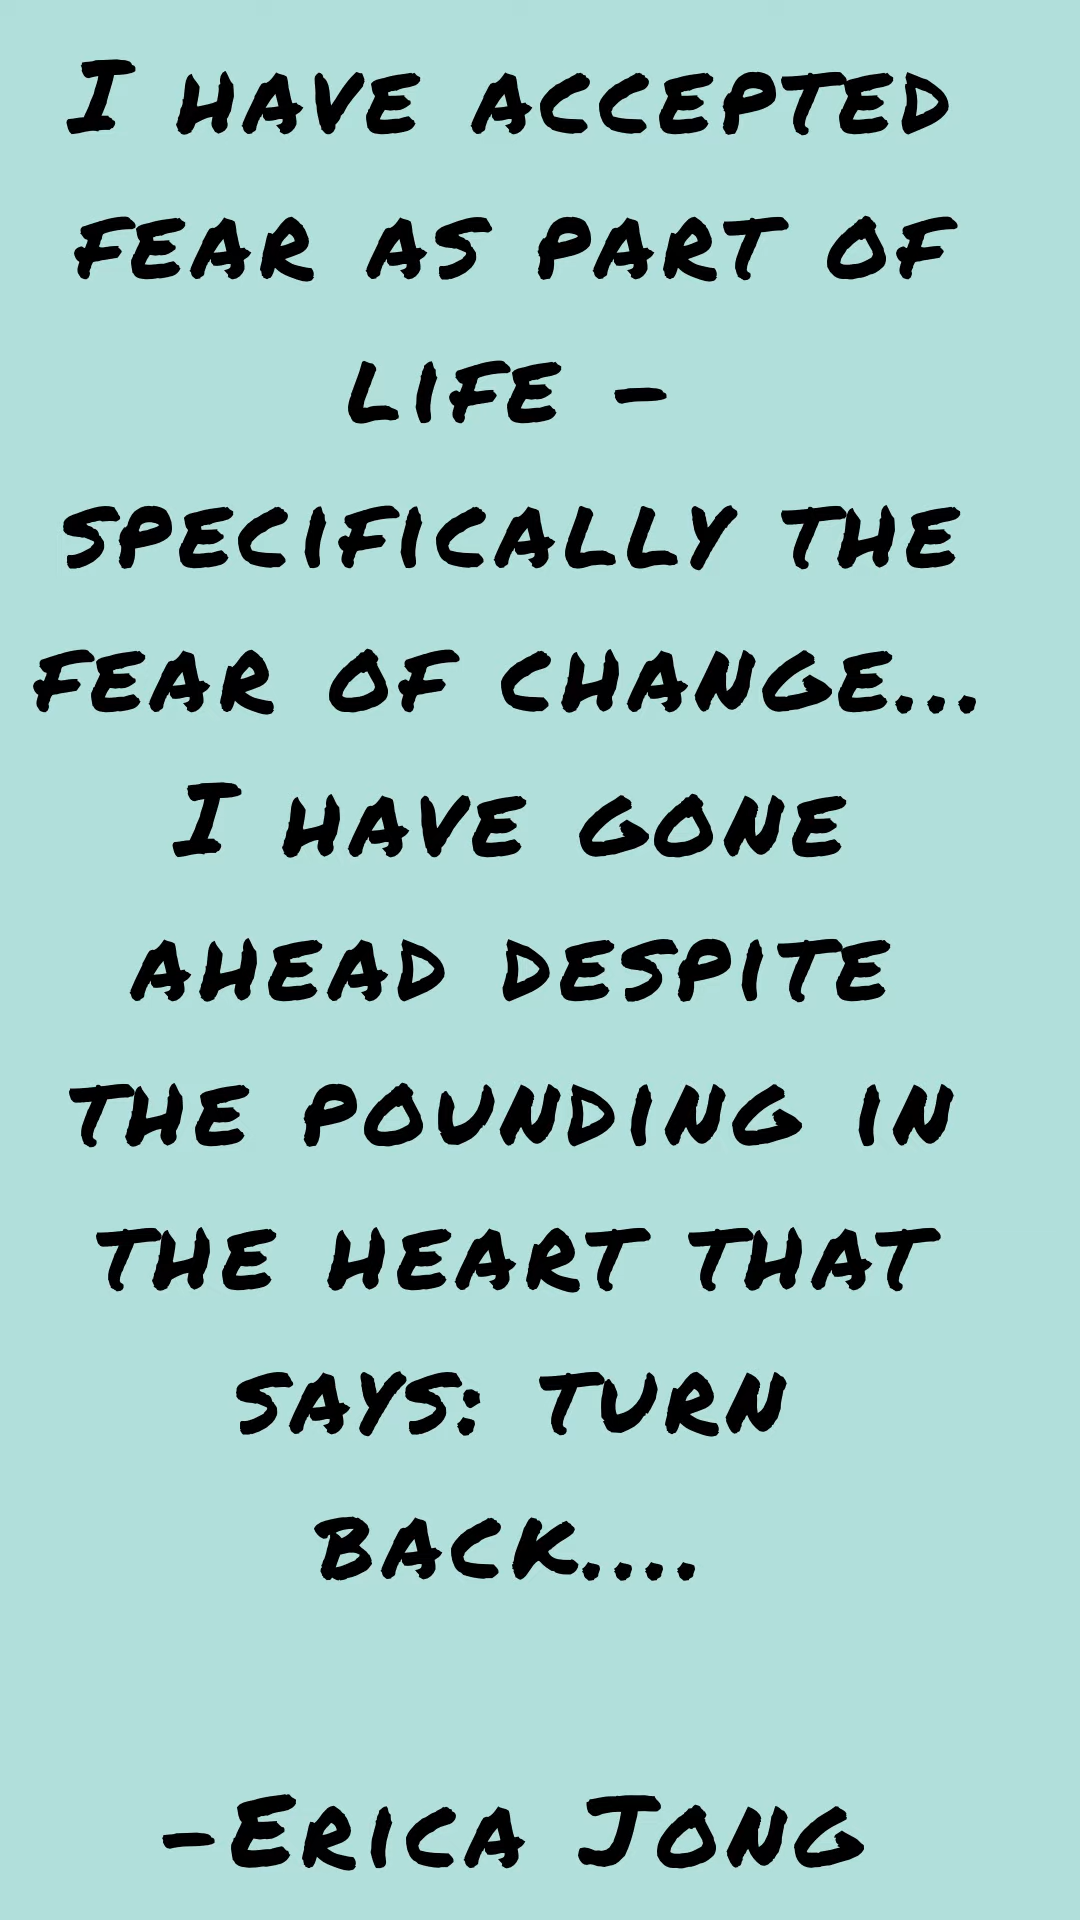 I have accepted
fear as part of
life -
specifically the
fear of change...
I have gone
ahead despite
the pounding in
the heart that
says: turn
back....
-Erica Jong